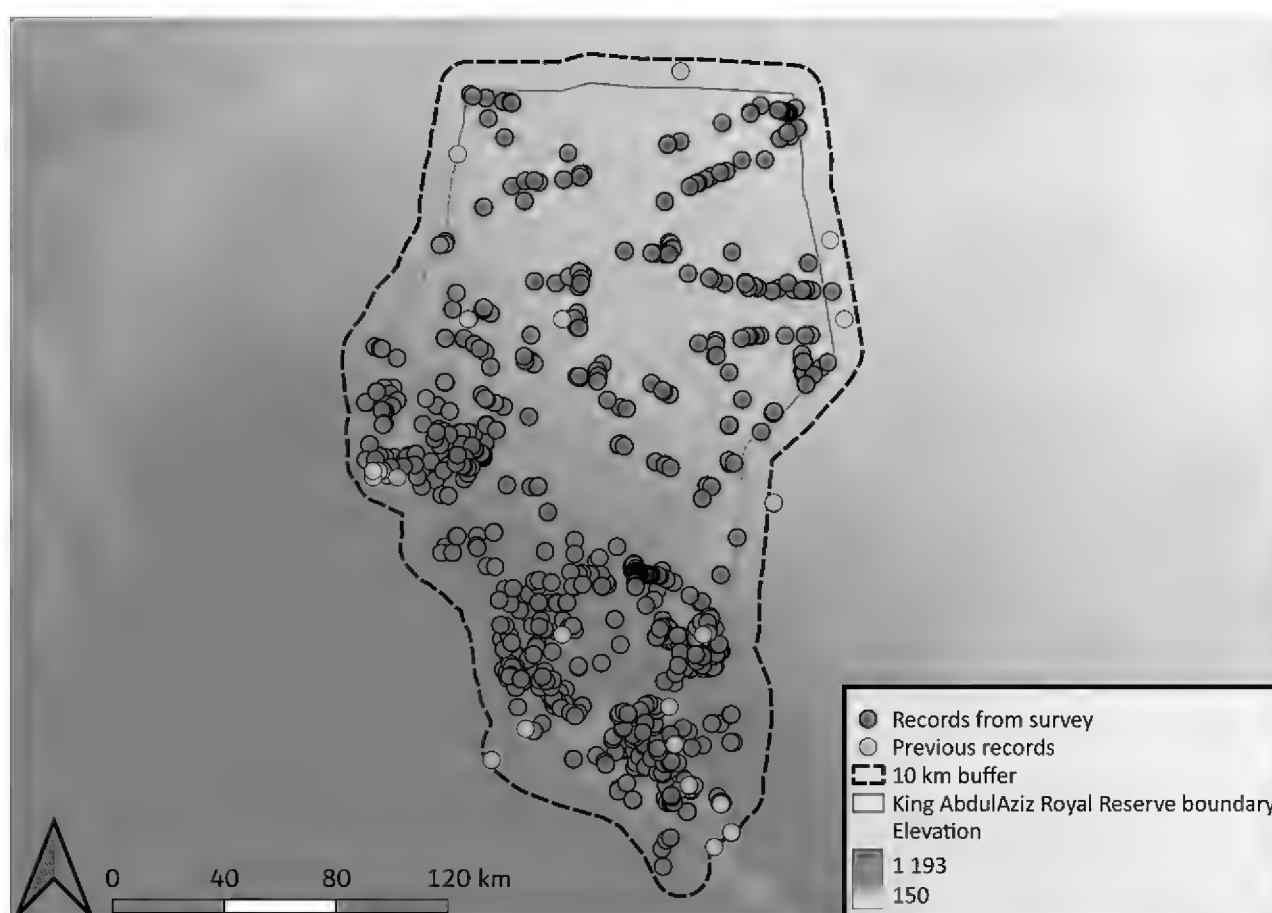 Records from survey
Previous records
10 km buffer
King AbdulAziz Royal Reserve boundary
Elevation
1 193
150
0 40 80 120 km